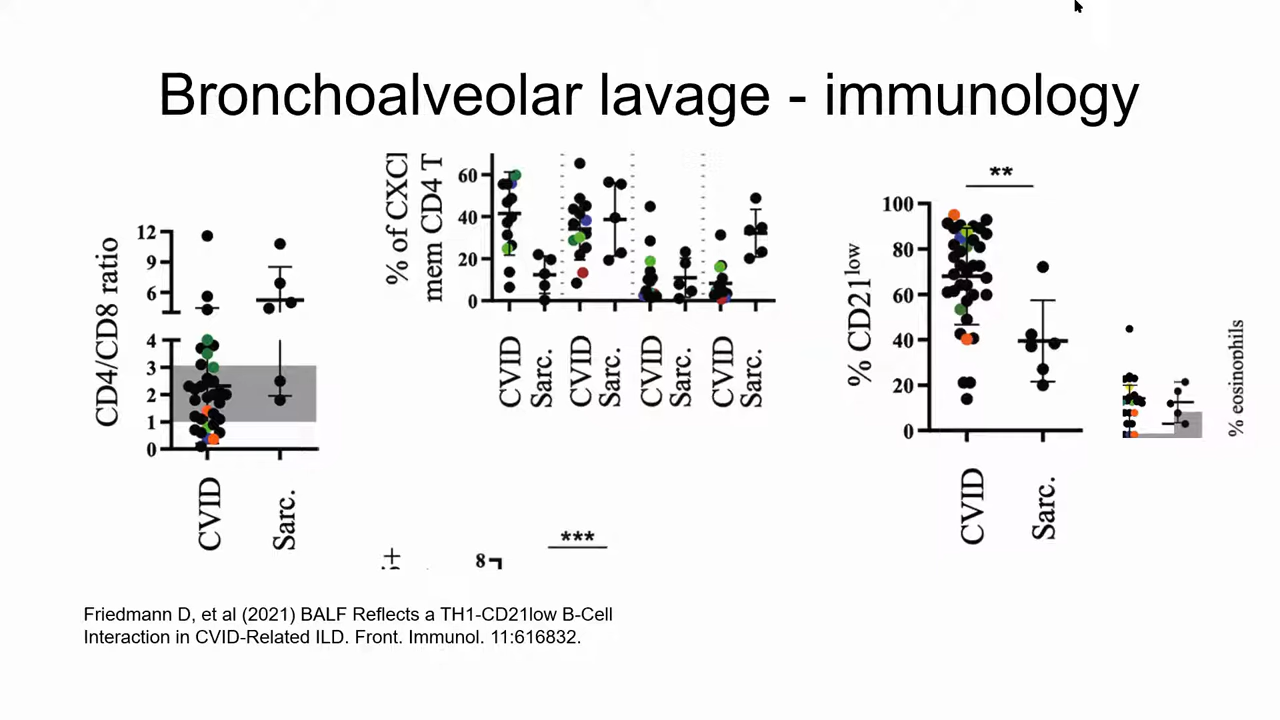 Bronchoalveolar lavage - immunology
CD4/CD8 ratio
12
9
6
4
3
2
1
0
CVID
Sarc.
% of CXC
mem CD4 T
60
40
20
0
CVID
Sarc.
CVID
Sarc.
CVID
Sarc.
CVID
Sarc.
***
8
**
% CD21low
100
80
60
40
20
0
CVID
Sarc.
% eosinophils
Friedmann D, et al (2021) BALF Reflects a TH1-CD21low B-Cell
Interaction in CVID-Related ILD. Front. Immunol. 11:616832.